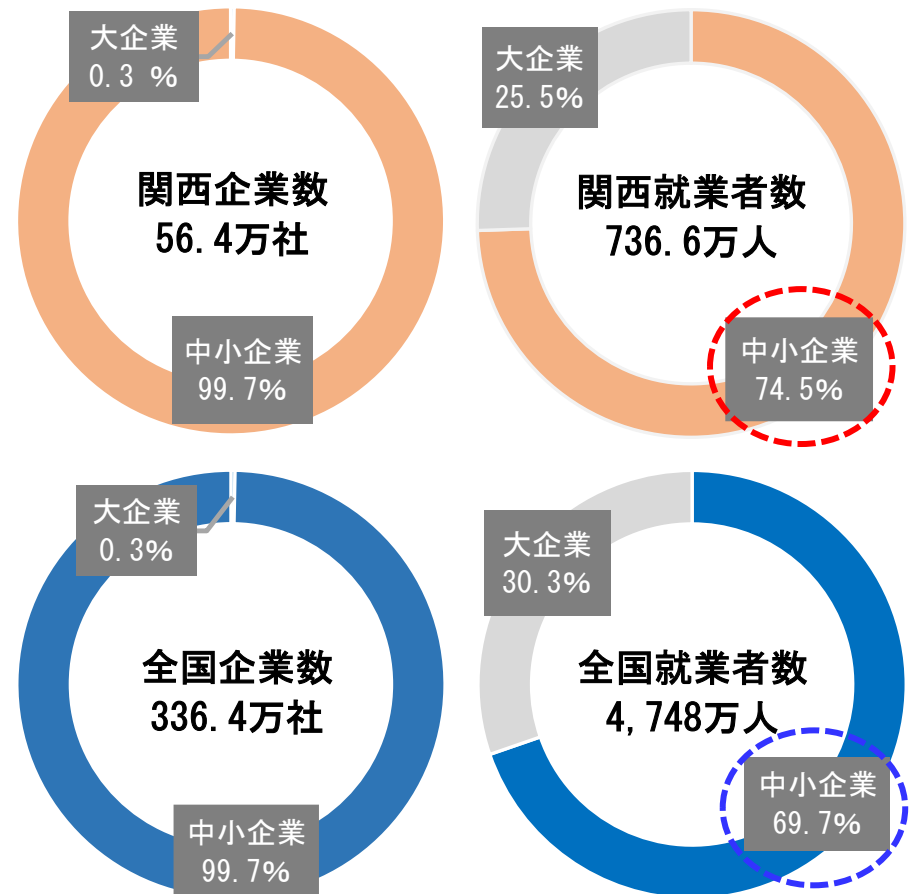 大企業
0.3 %
関西企業数
56.4万社
中小企業
99.7%
大企業
25.5%
関西就業者数
736.6万人
中小企業
74.5%
大企業
0.3%
全国企業数
336.4万社
中小企業
99.7%
大企業
30.3%
全国就業者数
4,748万人
中小企業
69.7%